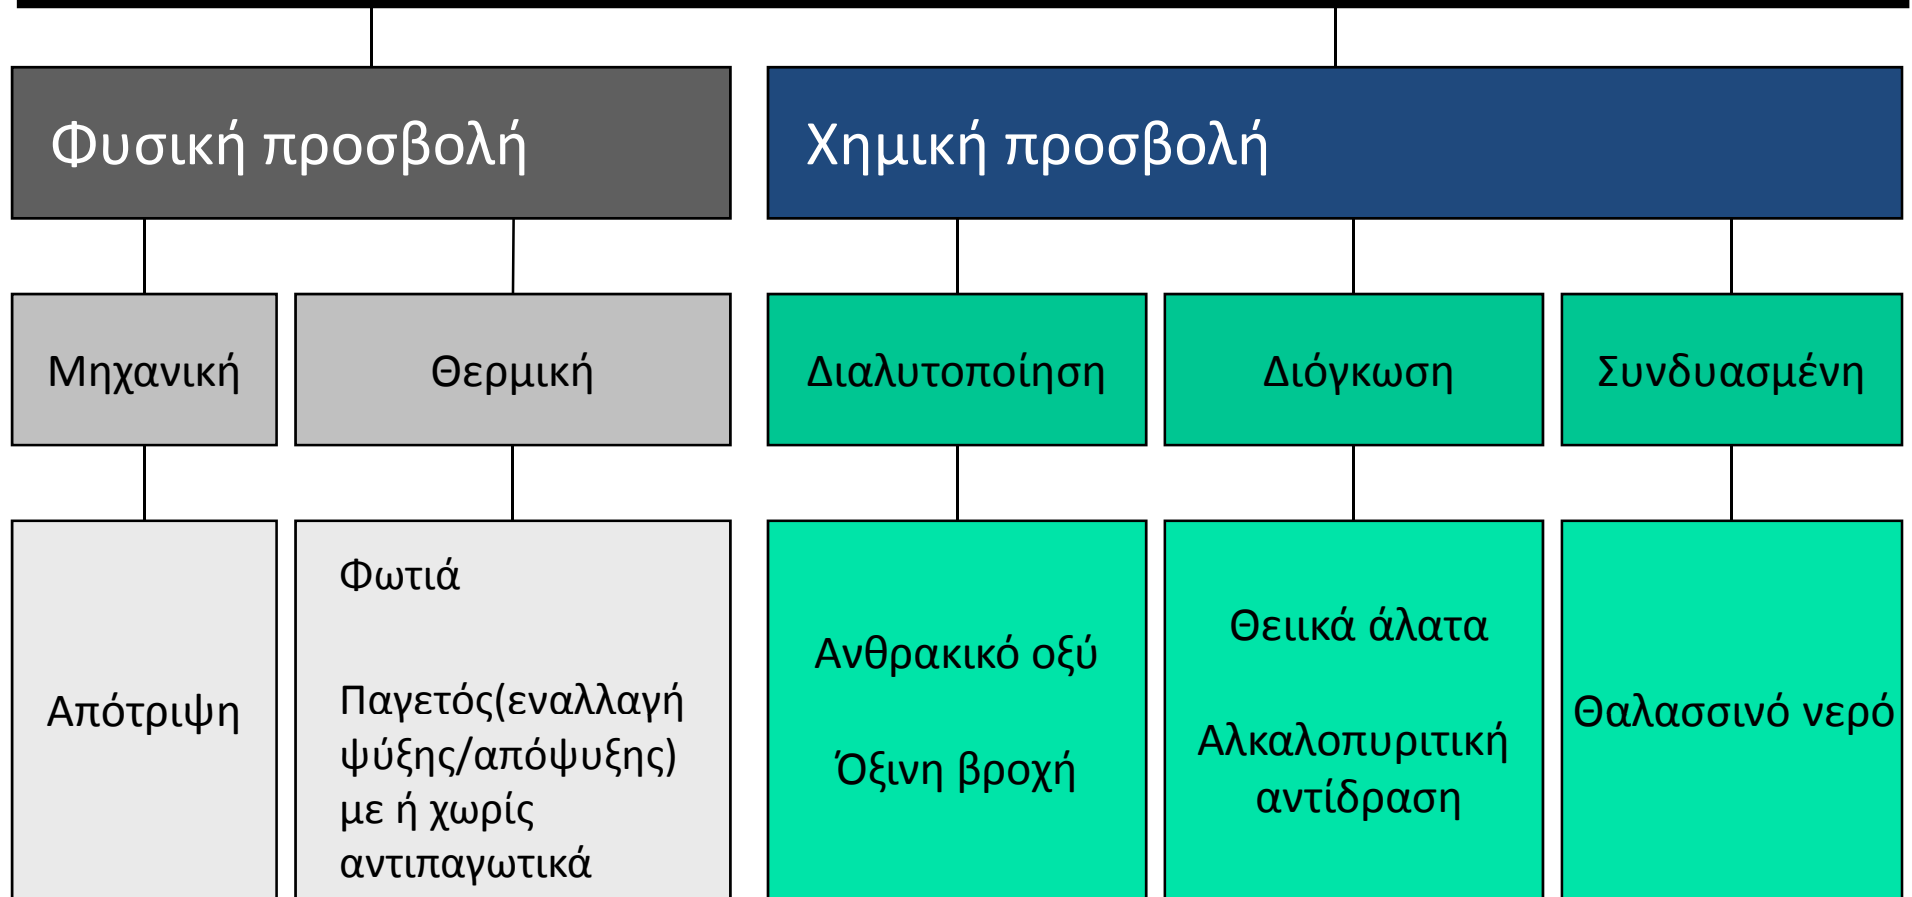 Φυσική προσβολή
Χημική προσβολή
Μηχανική
Θερμική
Διαλυτοποίηση
Διόγκωση
Συνδυασμένη
Απότριψη
Φωτιά
Παγετός(εναλλαγή
ψύξης/απόψυξης)
με ή χωρίς
αντιπαγωτικά
Ανθρακικό οξύ
Όξινη βροχή
Θειικά άλατα
Αλκαλοπυριτική
αντίδραση
Θαλασσινό νερό